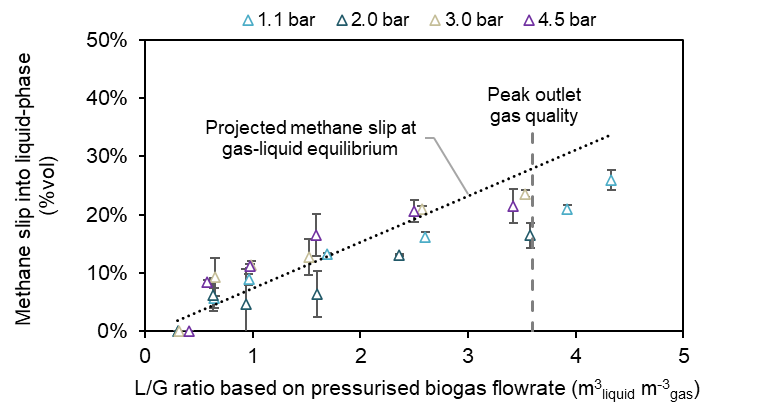 1.1 bar 2.0 bar 3.0 bar 4.5 bar
50%
40%
30%
20%
10%
0%
Methane slip into liquid-phase
(%vol)
Projected methane slip at
gas-liquid equilibrium
Peak outlet
gas quality
0 1 2 3 4 5
L/G ratio based on pressurised biogas flowrate (m³liquid m⁻³gas)